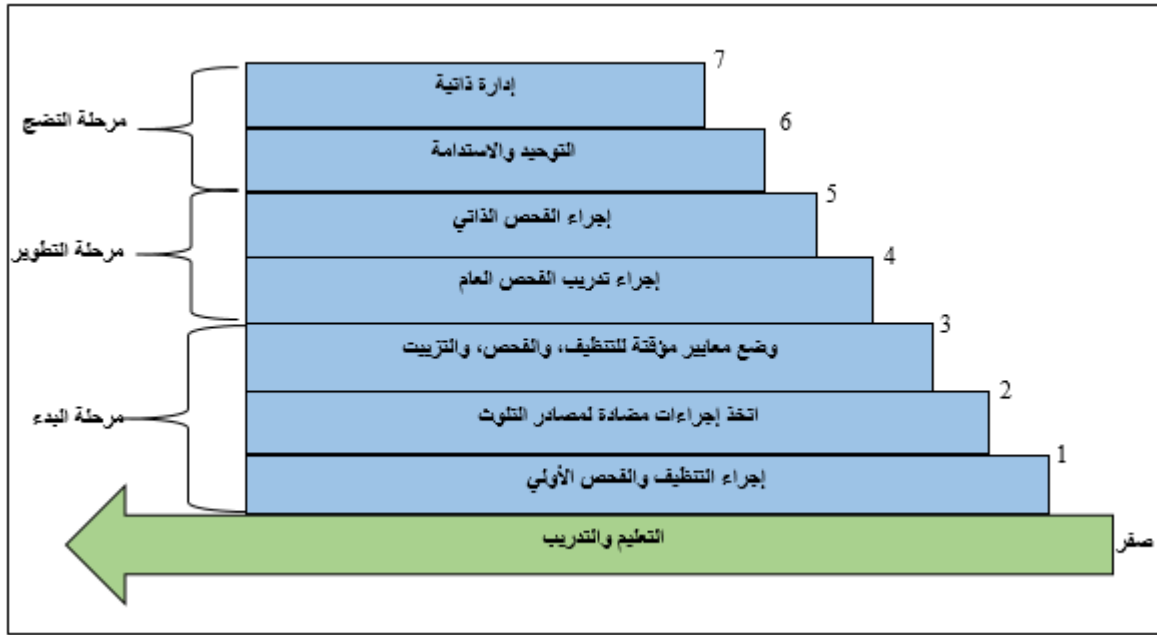 7
إدارة ذاتية
مرحلة النضج
6
التوحيد والاستدامة
5
إجراء الفحص الذاتي
مرحلة التطوير
4
إجراء تدريب الفحص العام
3
وضع معايير مؤقتة للتنظيف، والفحص، والتزييت
2
اتخذ إجراءات مضادة لمصادر التلوث
مرحلة البدء
1
إجراء التنظيف والفحص الأولي
صفر
التعليم والتدريب